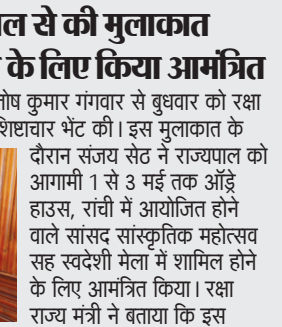 ल से की मुलाकात
के लिए किया आमंत्रित
तोष कुमार गंगवार से बुधवार को रक्षा
शिष्टाचार भेंट की। इस मुलाकात के
दौरान संजय सेठ ने राज्यपाल को
आगामी 1 से 3 मई तक ऑड्रे
हाउस, रांची में आयोजित होने
वाले सांसद सांस्कृतिक महोत्सव
सह स्वदेशी मेला में शामिल होने
के लिए आमंत्रित किया। रक्षा
राज्य मंत्री ने बताया कि इस